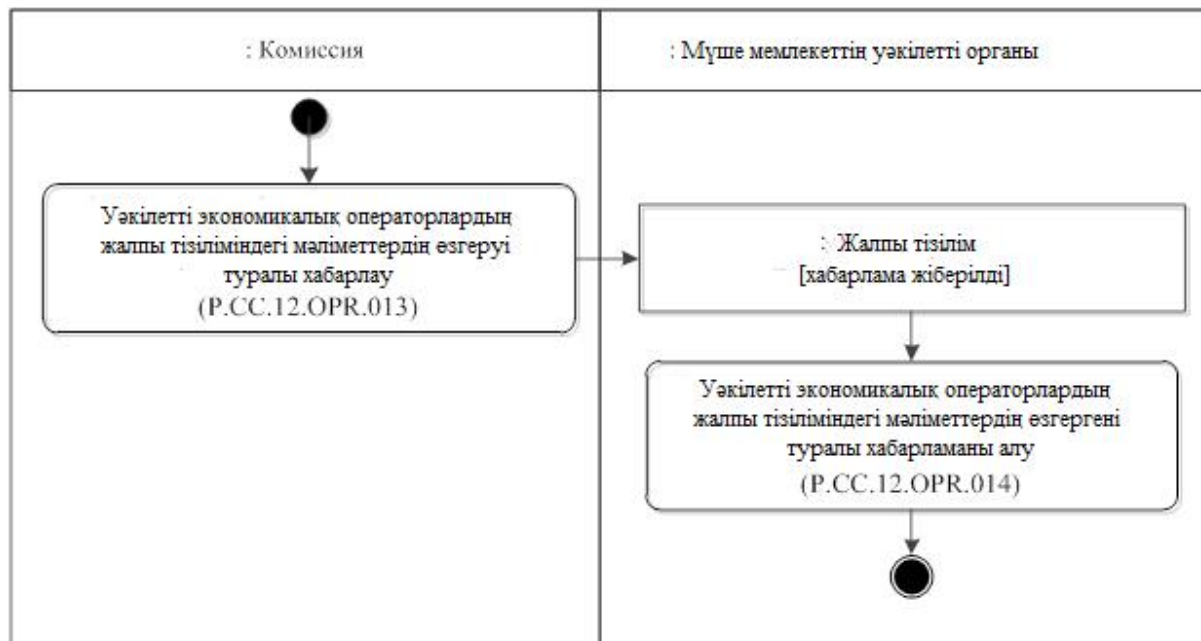 : Комиссия
: Мүше мемлекеттің уәкілетті органы
Уәкілетті экономикалық операторлардың
жалпы тізіліміндегі мәліметтердің өзгеруі
туралы хабарлау
(P.CC.12.OPR.013)
: Жалпы тізілім
[хабарлама жіберілді]
Уәкілетті экономикалық операторлардың
жалпы тізіліміндегі мәліметтердің өзгергені
туралы хабарламаны алу
(P.CC.12.OPR.014)